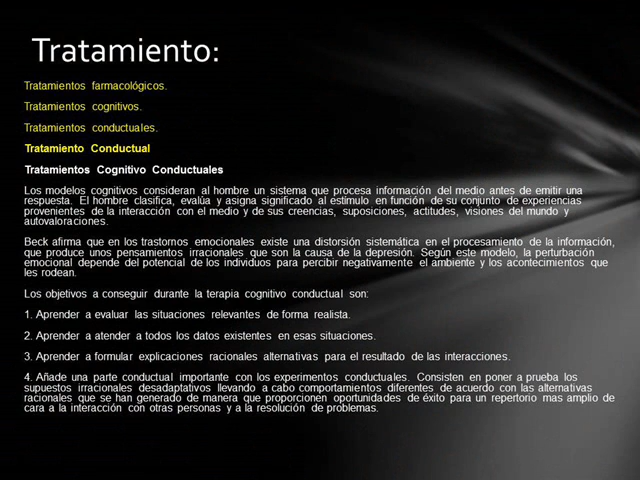 Tratamiento:
Tratamientos farmacológicos.
Tratamientos cognitivos.
Tratamientos conductuales.
Tratamiento Conductual
Tratamientos Cognitivo Conductuales
Los modelos cognitivos consideran al hombre un sistema que procesa información del medio antes de emitir una
respuesta. El hombre clasifica, evalúa y asigna significado al estímulo en función de su conjunto de experiencias
provenientes de la interacción con el medio y de sus creencias, suposiciones, actitudes, visiones del mundo y
autovaloraciones.
Beck afirma que en los trastornos emocionales existe una distorsión sistemática en el procesamiento de la información,
que produce unos pensamientos irracionales que son la causa de la depresión. Según este modelo, la perturbación
emocional depende del potencial de los individuos para percibir negativamente el ambiente y los acontecimientos que
les rodean.
Los objetivos a conseguir durante la terapia cognitivo conductual son:
1. Aprender a evaluar las situaciones relevantes de forma realista.
2. Aprender a atender a todos los datos existentes en esas situaciones.
3. Aprender a formular explicaciones racionales alternativas para el resultado de las interacciones.
4. Añade una parte conductual importante con los experimentos conductuales. Consisten en poner a prueba los
supuestos irracionales desadaptativos llevando a cabo comportamientos diferentes de acuerdo con las alternativas
racionales que se han generado de manera que proporcionen oportunidades de éxito para un repertorio mas amplio de
cara a la interacción con otras personas y a la resolución de problemas.